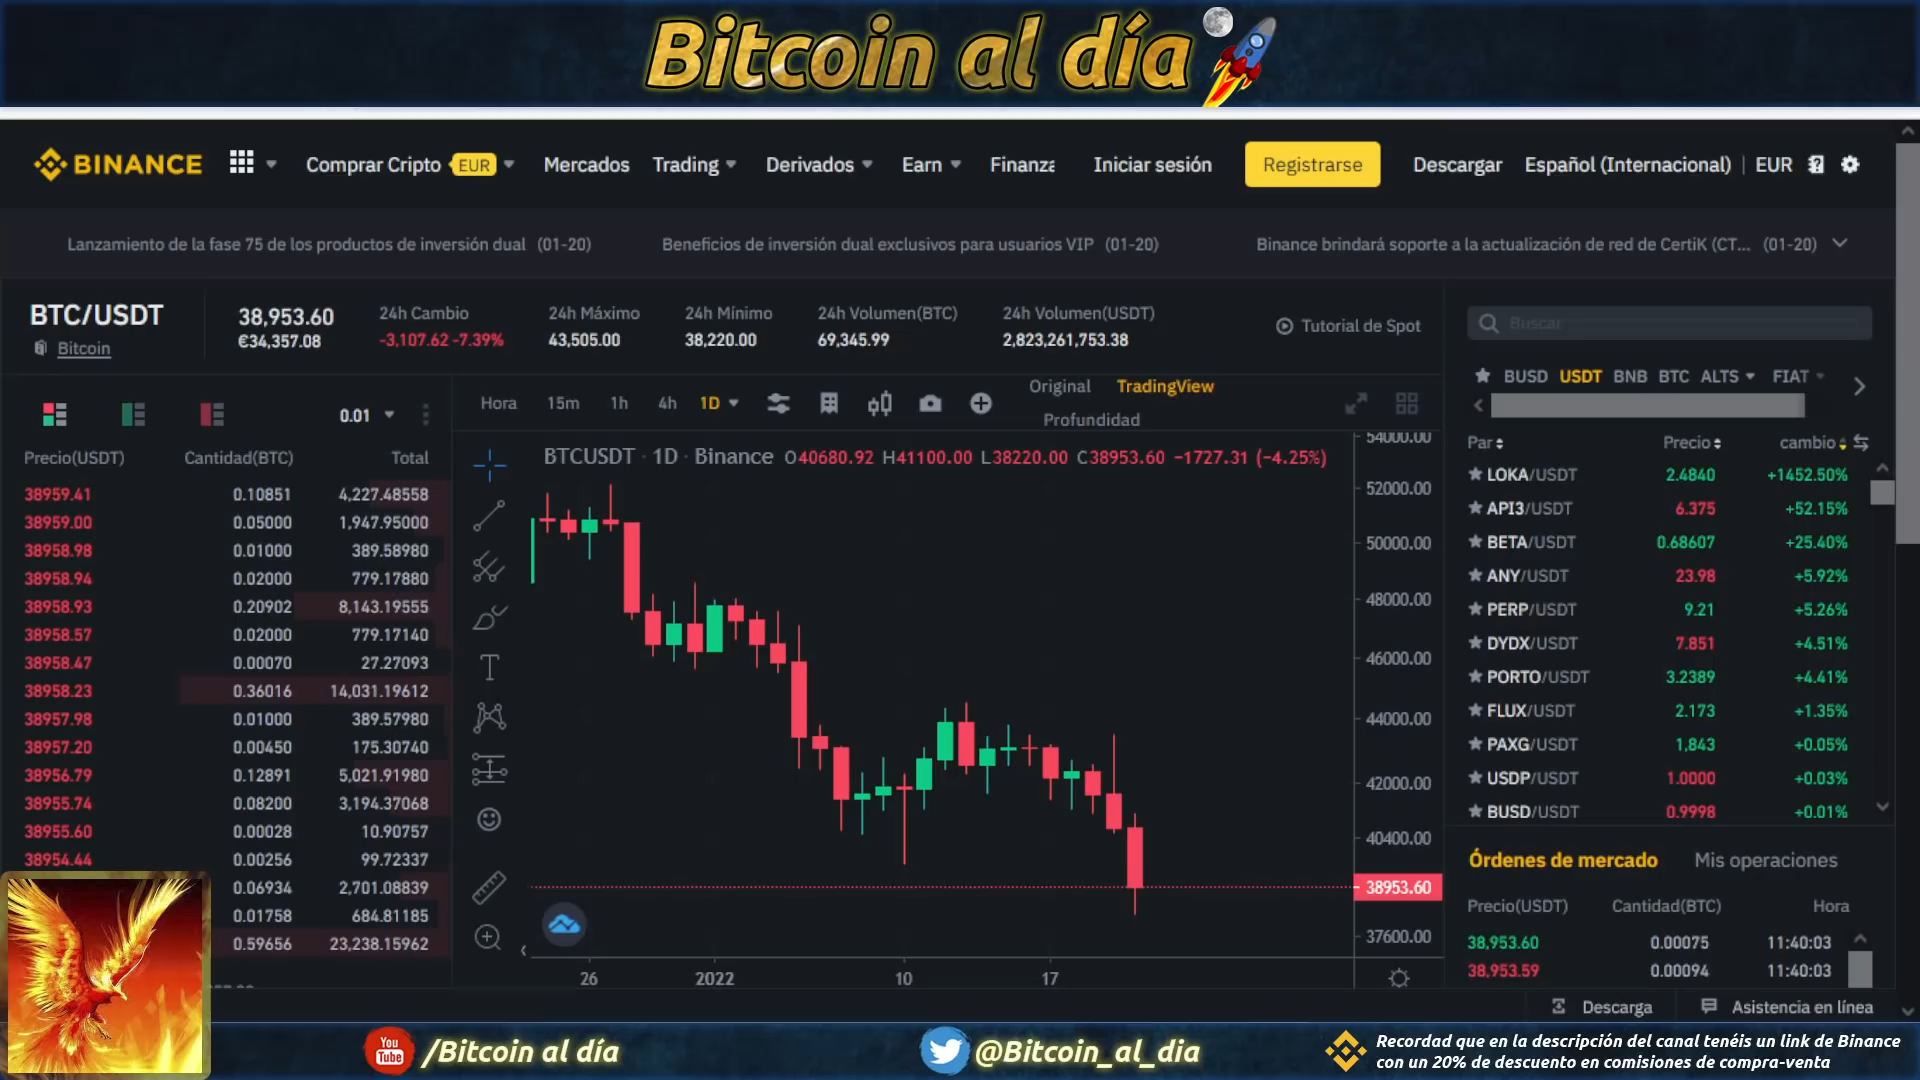 Bitcoin al día
BINANCE
Comprar Cripto EUR
Mercados
Trading
Derivados
Earn
Finanza
Iniciar sesión
Registrarse
Descargar
Español (Internacional)
EUR
Lanzamiento de la fase 75 de los productos de inversión dual (01-20)
Beneficios de inversión dual exclusivos para usuarios VIP (01-20)
Binance brindará soporte a la actualización de red de CertiK (CT... (01-20)
BTC/USDT
Bitcoin
38,953.60
€34,357.08
24h Cambio
-3,107.62 -7.39%
24h Máximo
43,505.00
24h Mínimo
38,220.00
24h Volumen(BTC)
69,345.99
24h Volumen(USDT)
2,823,261,753.38
Tutorial de Spot
0.01
Precio(USDT) Cantidad(BTC) Total
38959.41 0.10851 4,227.48558
38959.00 0.05000 1,947.95000
38958.98 0.01000 389.58980
38958.94 0.02000 779.17880
38958.93 0.20902 8,143.19555
38958.57 0.02000 779.17140
38958.47 0.00070 27.27093
38958.23 0.36016 14,031.19612
38957.98 0.01000 389.57980
38957.20 0.00450 175.30740
38956.79 0.12891 5,021.91980
38955.74 0.08200 3,194.37068
38955.60 0.00028 10.90757
38954.44 0.00256 99.72337
0.06934 2,701.08839
0.01758 684.81185
0.59656 23,238.15962
Hora 15m 1h 4h 1D
Original TradingView
Profundidad
BTCUSDT · 1D · Binance O40680.92 H41100.00 L38220.00 C38953.60 −1727.31 (−4.25%)
54000.00
52000.00
50000.00
48000.00
46000.00
44000.00
42000.00
40400.00
38953.60
37600.00
26 2022 10 17
Buscar
BUSD USDT BNB BTC ALTS FIAT
Par Precio cambio
LOKA/USDT 2.4840 +1452.50%
API3/USDT 6.375 +52.15%
BETA/USDT 0.68607 +25.40%
ANY/USDT 23.98 +5.92%
PERP/USDT 9.21 +5.26%
DYDX/USDT 7.851 +4.51%
PORTO/USDT 3.2389 +4.41%
FLUX/USDT 2.173 +1.35%
PAXG/USDT 1,843 +0.05%
USDP/USDT 1.0000 +0.03%
BUSD/USDT 0.9998 +0.01%
Órdenes de mercado Mis operaciones
Precio(USDT) Cantidad(BTC) Hora
38,953.60 0.00075 11:40:03
38,953.59 0.00094 11:40:03
Descarga
Asistencia en línea
You Tube
/Bitcoin al día
@Bitcoin_al_dia
Recordad que en la descripción del canal tenéis un link de Binance
con un 20% de descuento en comisiones de compra-venta